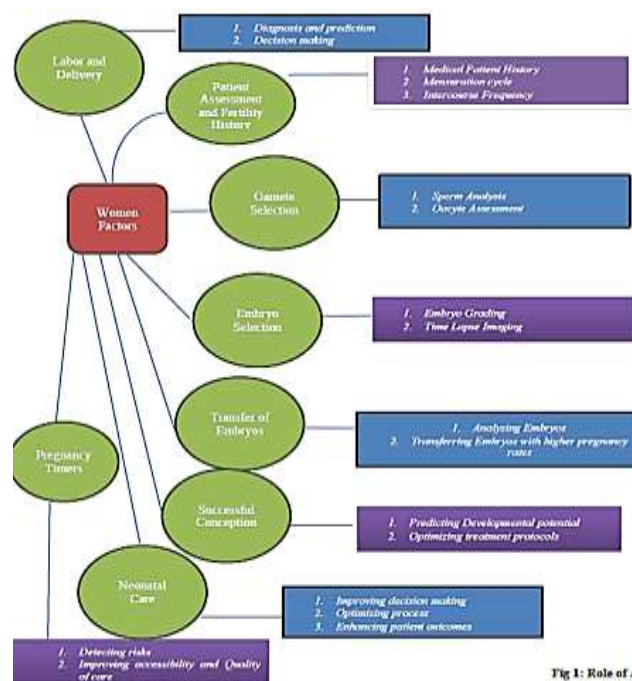 1. Diagnosis and prediction
2. Decision making
Labor and
Delivery
Patient
Assessment
and Fertility
History
1. Medical Patient History
2. Menstruation cycle
3. Intercourse Frequency
Women
Factors
Gamete
Selection
1. Sperm Analysis
2. Oocyte Assessment
Embryo
Selection
1. Embryo Grading
2. Time Lapse Imaging
Transfer of
Embryos
1. Analyzing Embryos
2. Transferring Embryos with higher pregnancy
rates
Pregnancy
Timers
Successful
Conception
1. Predicting Developmental potential
2. Optimizing treatment protocols
Neonatal
Care
1. Improving decision making
2. Optimizing process
3. Enhancing patient outcomes
1. Detecting risks
2. Improving accessibility and Quality
of care
Fig 1: Role of